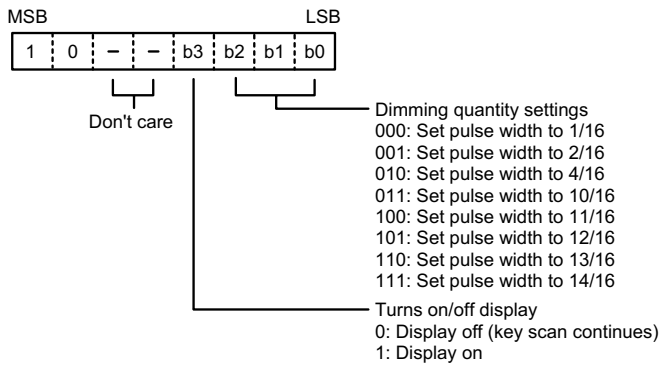 MSB LSB
1 0 – – b3 b2 b1 b0
Don't care
Dimming quantity settings
000: Set pulse width to 1/16
001: Set pulse width to 2/16
010: Set pulse width to 4/16
011: Set pulse width to 10/16
100: Set pulse width to 11/16
101: Set pulse width to 12/16
110: Set pulse width to 13/16
111: Set pulse width to 14/16
Turns on/off display
0: Display off (key scan continues)
1: Display on